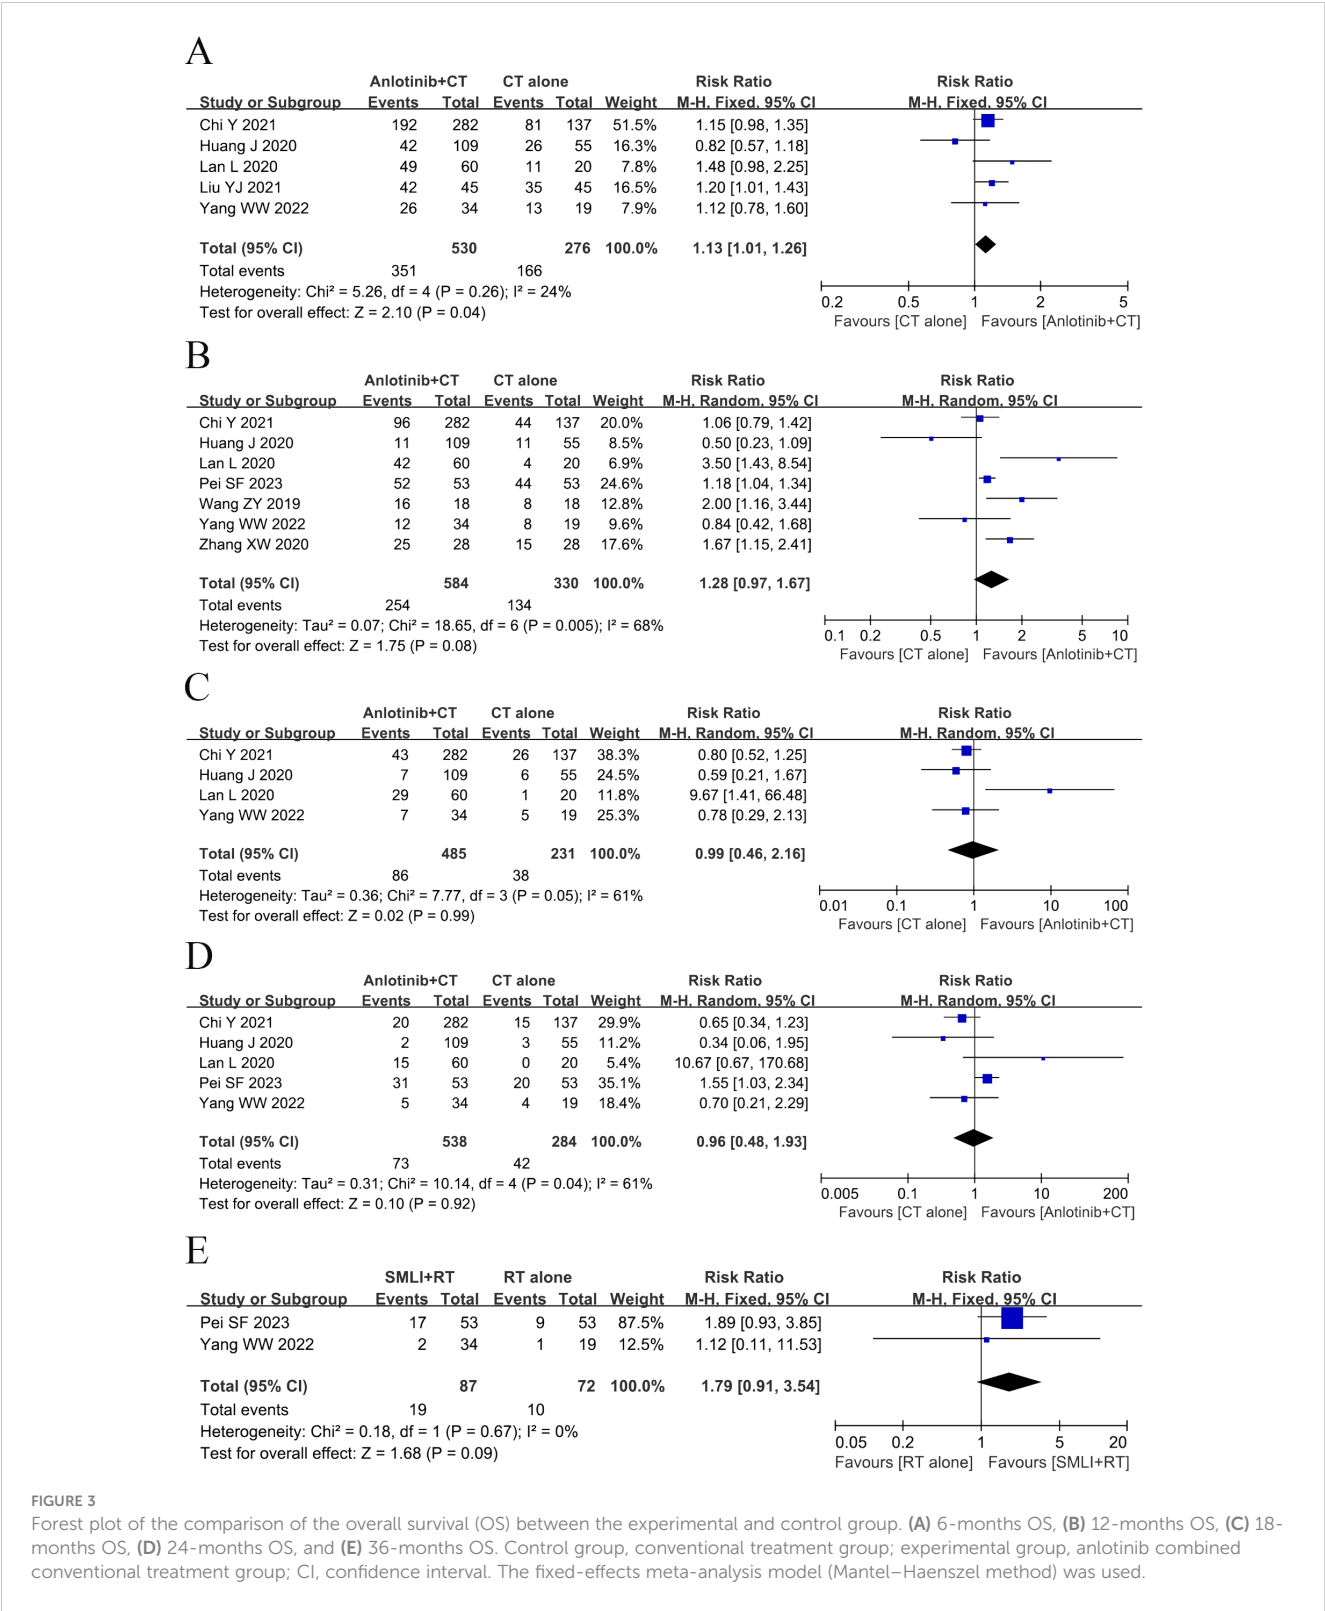 A
Anlotinib+CT CT alone Risk Ratio Risk Ratio
Study or Subgroup Events Total Events Total Weight M-H, Fixed, 95% CI M-H, Fixed, 95% CI
Chi Y 2021 192 282 81 137 51.5% 1.15 [0.98, 1.35]
Huang J 2020 42 109 26 55 16.3% 0.82 [0.57, 1.18]
Lan L 2020 49 60 11 20 7.8% 1.48 [0.98, 2.25]
Liu YJ 2021 42 45 35 45 16.5% 1.20 [1.01, 1.43]
Yang WW 2022 26 34 13 19 7.9% 1.12 [0.78, 1.60]
Total (95% CI) 530 276 100.0% 1.13 [1.01, 1.26]
Total events 351 166
Heterogeneity: Chi² = 5.26, df = 4 (P = 0.26); I² = 24%
Test for overall effect: Z = 2.10 (P = 0.04)
0.2 0.5 1 2 5
Favours [CT alone] Favours [Anlotinib+CT]
B
Anlotinib+CT CT alone Risk Ratio Risk Ratio
Study or Subgroup Events Total Events Total Weight M-H, Random, 95% CI M-H, Random, 95% CI
Chi Y 2021 96 282 44 137 20.0% 1.06 [0.79, 1.42]
Huang J 2020 11 109 11 55 8.5% 0.50 [0.23, 1.09]
Lan L 2020 42 60 4 20 6.9% 3.50 [1.43, 8.54]
Pei SF 2023 52 53 44 53 24.6% 1.18 [1.04, 1.34]
Wang ZY 2019 16 18 8 18 12.8% 2.00 [1.16, 3.44]
Yang WW 2022 12 34 8 19 9.6% 0.84 [0.42, 1.68]
Zhang XW 2020 25 28 15 28 17.6% 1.67 [1.15, 2.41]
Total (95% CI) 584 330 100.0% 1.28 [0.97, 1.67]
Total events 254 134
Heterogeneity: Tau² = 0.07; Chi² = 18.65, df = 6 (P = 0.005); I² = 68%
Test for overall effect: Z = 1.75 (P = 0.08)
0.1 0.2 0.5 1 2 5 10
Favours [CT alone] Favours [Anlotinib+CT]
C
Anlotinib+CT CT alone Risk Ratio Risk Ratio
Study or Subgroup Events Total Events Total Weight M-H, Random, 95% CI M-H, Random, 95% CI
Chi Y 2021 43 282 26 137 38.3% 0.80 [0.52, 1.25]
Huang J 2020 7 109 6 55 24.5% 0.59 [0.21, 1.67]
Lan L 2020 29 60 1 20 11.8% 9.67 [1.41, 66.48]
Yang WW 2022 7 34 5 19 25.3% 0.78 [0.29, 2.13]
Total (95% CI) 485 231 100.0% 0.99 [0.46, 2.16]
Total events 86 38
Heterogeneity: Tau² = 0.36; Chi² = 7.77, df = 3 (P = 0.05); I² = 61%
Test for overall effect: Z = 0.02 (P = 0.99)
0.01 0.1 1 10 100
Favours [CT alone] Favours [Anlotinib+CT]
D
Anlotinib+CT CT alone Risk Ratio Risk Ratio
Study or Subgroup Events Total Events Total Weight M-H, Random, 95% CI M-H, Random, 95% CI
Chi Y 2021 20 282 15 137 29.9% 0.65 [0.34, 1.23]
Huang J 2020 2 109 3 55 11.2% 0.34 [0.06, 1.95]
Lan L 2020 15 60 0 20 5.4% 10.67 [0.67, 170.68]
Pei SF 2023 31 53 20 53 35.1% 1.55 [1.03, 2.34]
Yang WW 2022 5 34 4 19 18.4% 0.70 [0.21, 2.29]
Total (95% CI) 538 284 100.0% 0.96 [0.48, 1.93]
Total events 73 42
Heterogeneity: Tau² = 0.31; Chi² = 10.14, df = 4 (P = 0.04); I² = 61%
Test for overall effect: Z = 0.10 (P = 0.92)
0.005 0.1 1 10 200
Favours [CT alone] Favours [Anlotinib+CT]
E
SMLI+RT RT alone Risk Ratio Risk Ratio
Study or Subgroup Events Total Events Total Weight M-H, Fixed, 95% CI M-H, Fixed, 95% CI
Pei SF 2023 17 53 9 53 87.5% 1.89 [0.93, 3.85]
Yang WW 2022 2 34 1 19 12.5% 1.12 [0.11, 11.53]
Total (95% CI) 87 72 100.0% 1.79 [0.91, 3.54]
Total events 19 10
Heterogeneity: Chi² = 0.18, df = 1 (P = 0.67); I² = 0%
Test for overall effect: Z = 1.68 (P = 0.09)
0.05 0.2 1 5 20
Favours [RT alone] Favours [SMLI+RT]
FIGURE 3
Forest plot of the comparison of the overall survival (OS) between the experimental and control group. (A) 6-months OS, (B) 12-months OS, (C) 18-
months OS, (D) 24-months OS, and (E) 36-months OS. Control group, conventional treatment group; experimental group, anlotinib combined
conventional treatment group; CI, confidence interval. The fixed-effects meta-analysis model (Mantel–Haenszel method) was used.